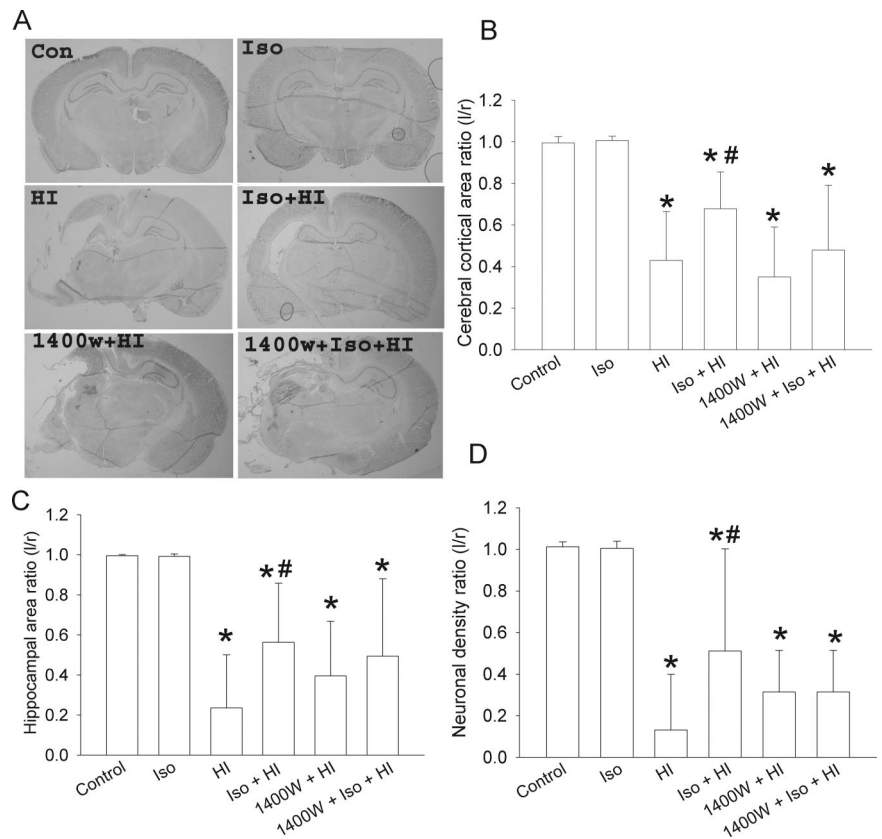 A
Con
Iso
HI
Iso+HI
1400w+HI
1400w+Iso+HI
B
Cerebral cortical area ratio (l/r)
1.2
1.0
0.8
0.6
0.4
0.2
0.0
*
* #
*
*
Control
Iso
HI
Iso + HI
1400W + HI
1400W + Iso + HI
C
Hippocampal area ratio (l/r)
1.2
1.0
0.8
0.6
0.4
0.2
0.0
*
*#
*
*
Control
Iso
HI
Iso + HI
1400W + HI
1400W + Iso + HI
D
Neuronal density ratio (l/r)
1.2
1.0
0.8
0.6
0.4
0.2
0.0
*
*#
*
*
Control
Iso
HI
Iso + HI
1400W + HI
1400W + Iso + HI